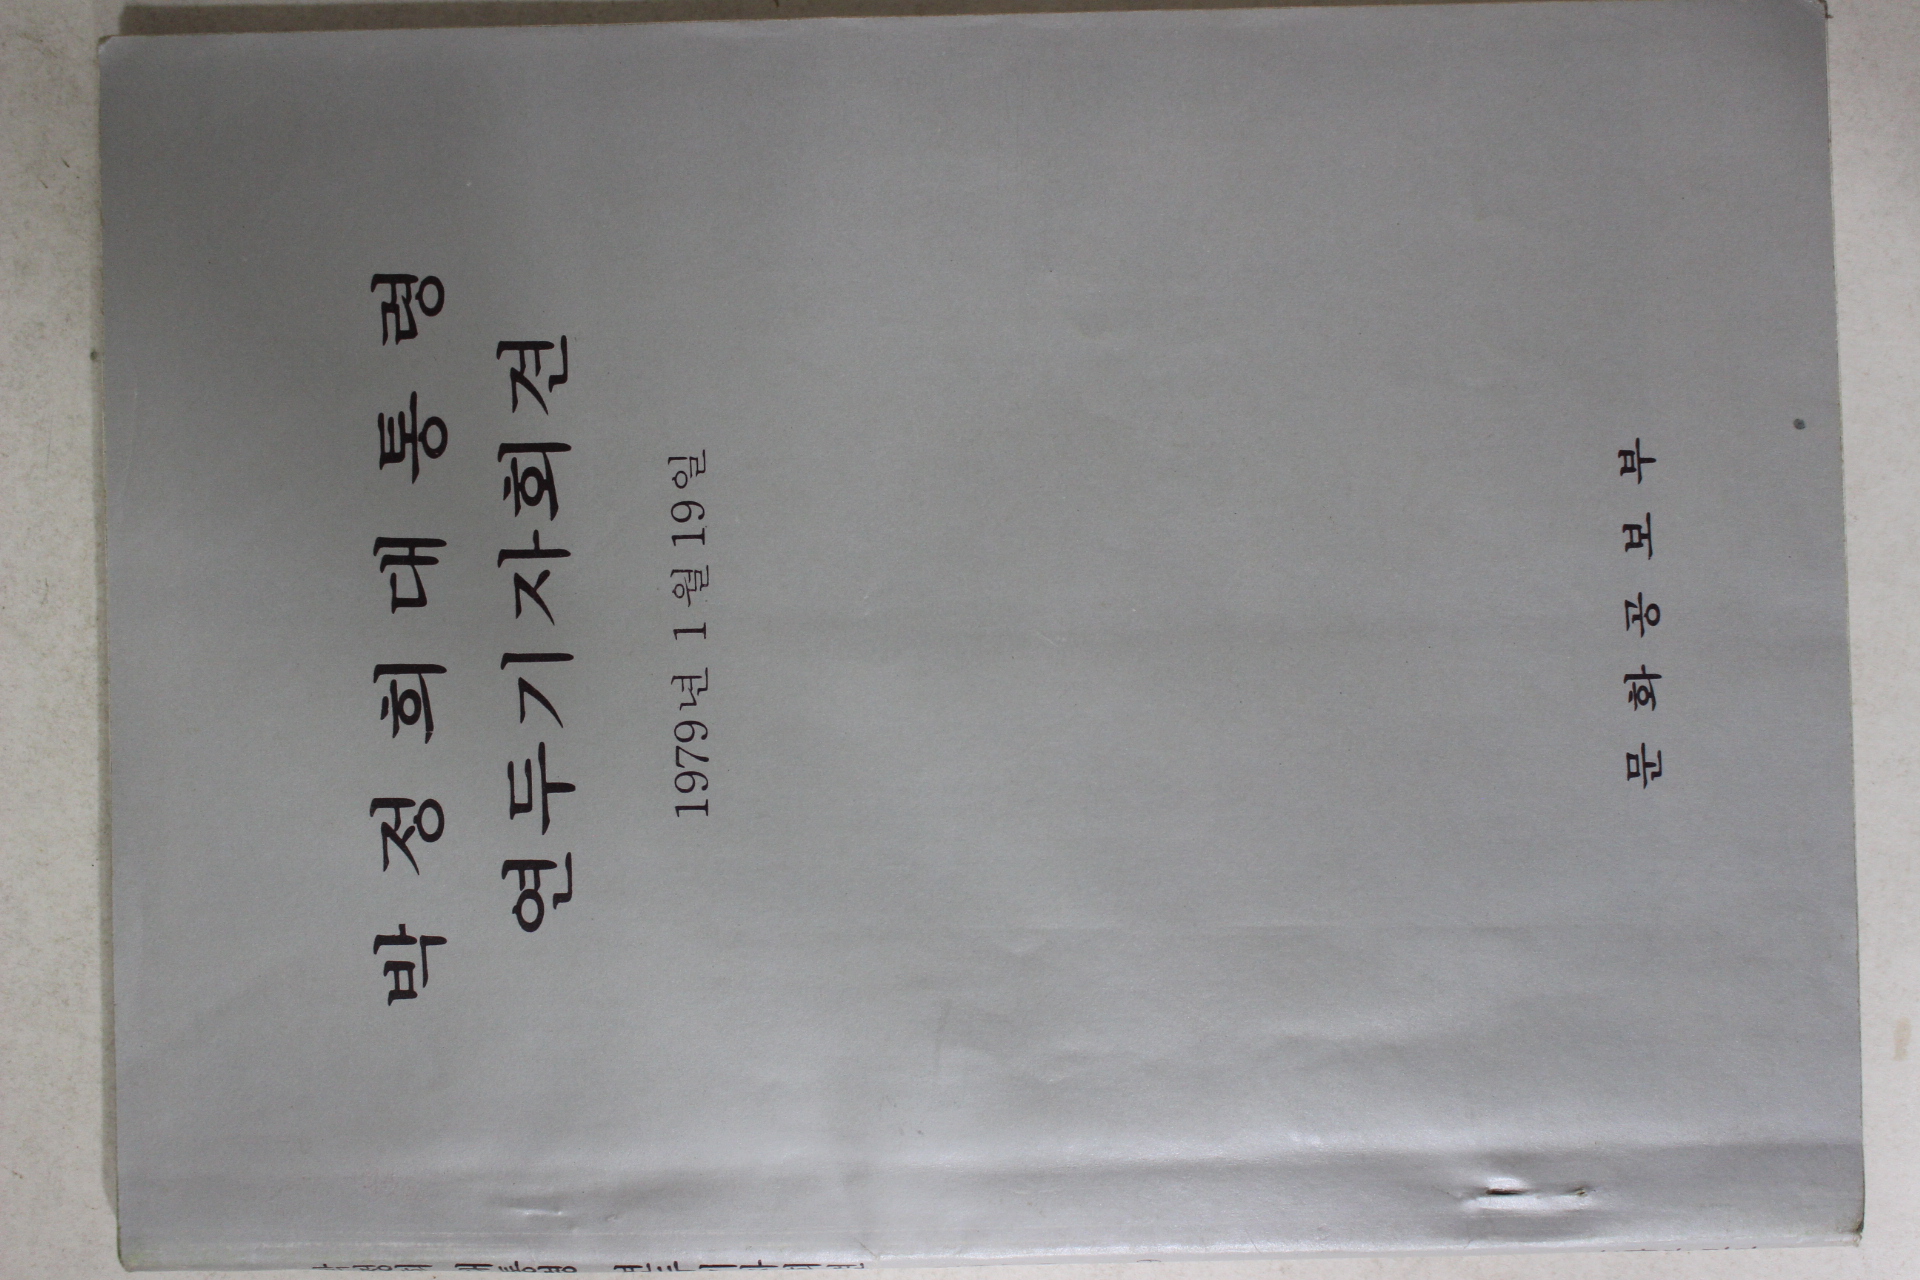 박 정 희 대 통 령
연두기자회견
1979년 1 월 19일
문 화 공 보 부